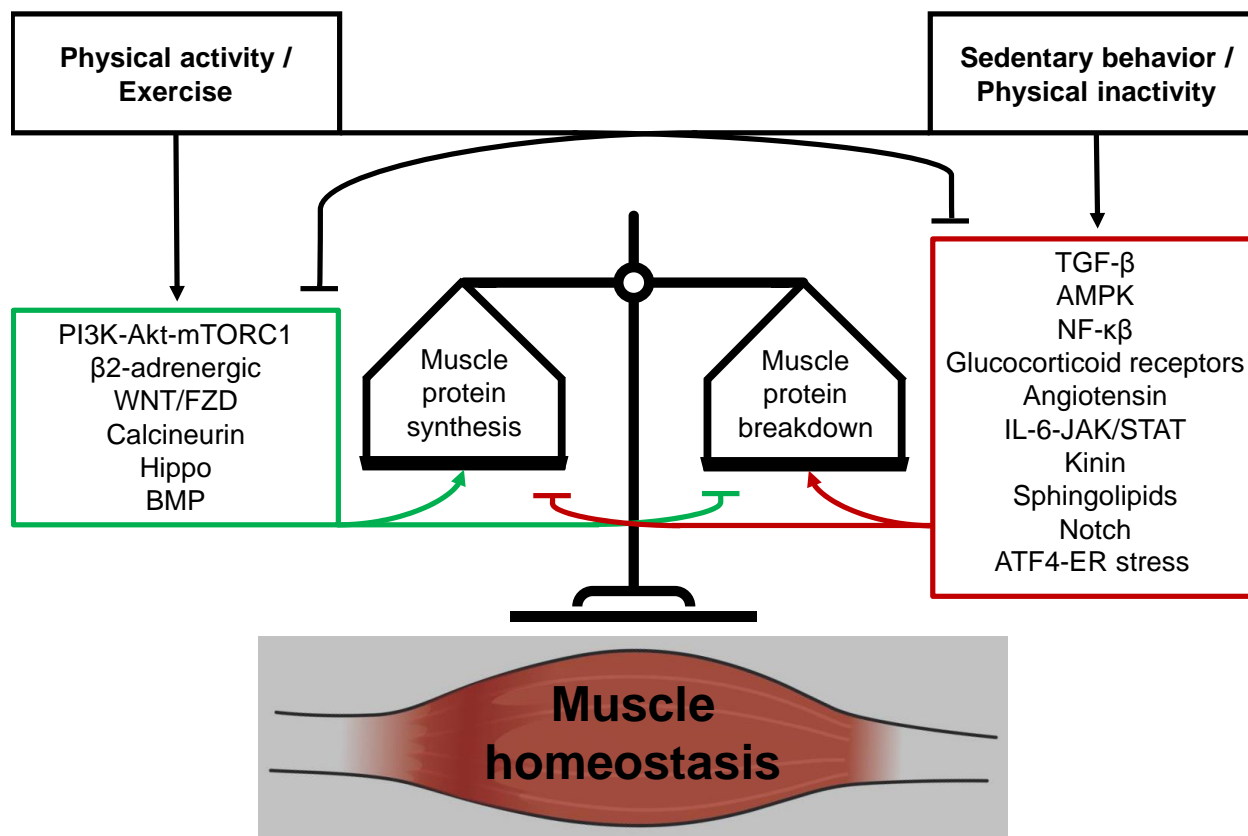 Physical activity /
Exercise
Sedentary behavior /
Physical inactivity
PI3K-Akt-mTORC1
β2-adrenergic
WNT/FZD
Calcineurin
Hippo
BMP
Muscle
protein
synthesis
Muscle
protein
breakdown
TGF-β
AMPK
NF-κβ
Glucocorticoid receptors
Angiotensin
IL-6-JAK/STAT
Kinin
Sphingolipids
Notch
ATF4-ER stress
Muscle
homeostasis